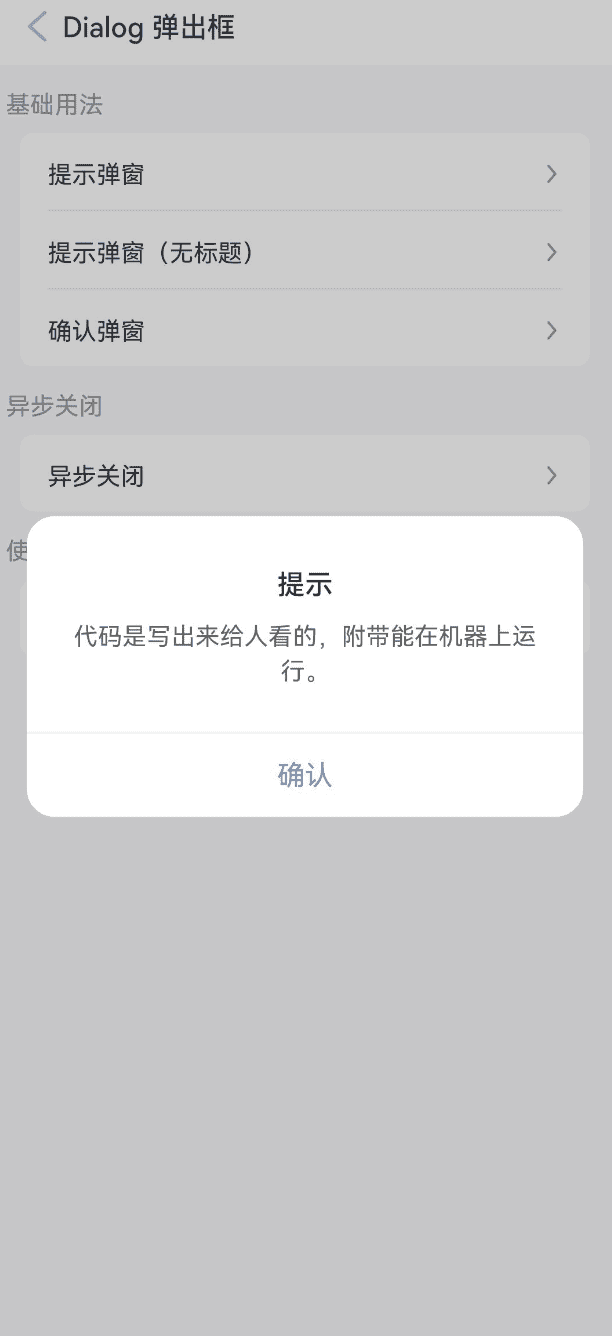 Dialog 弹出框
基础用法
提示弹窗
提示弹窗（无标题）
确认弹窗
异步关闭
异步关闭
使
提示
代码是写出来给人看的，附带能在机器上运
行。
确认